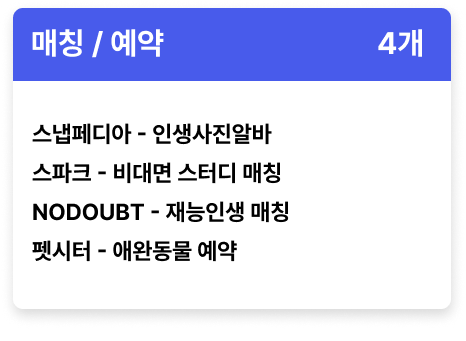 매칭 / 예약 4개
스냅페디아 - 인생사진알바
스파크 - 비대면 스터디 매칭
NODOUBT - 재능인생 매칭
펫시터 - 애완동물 예약